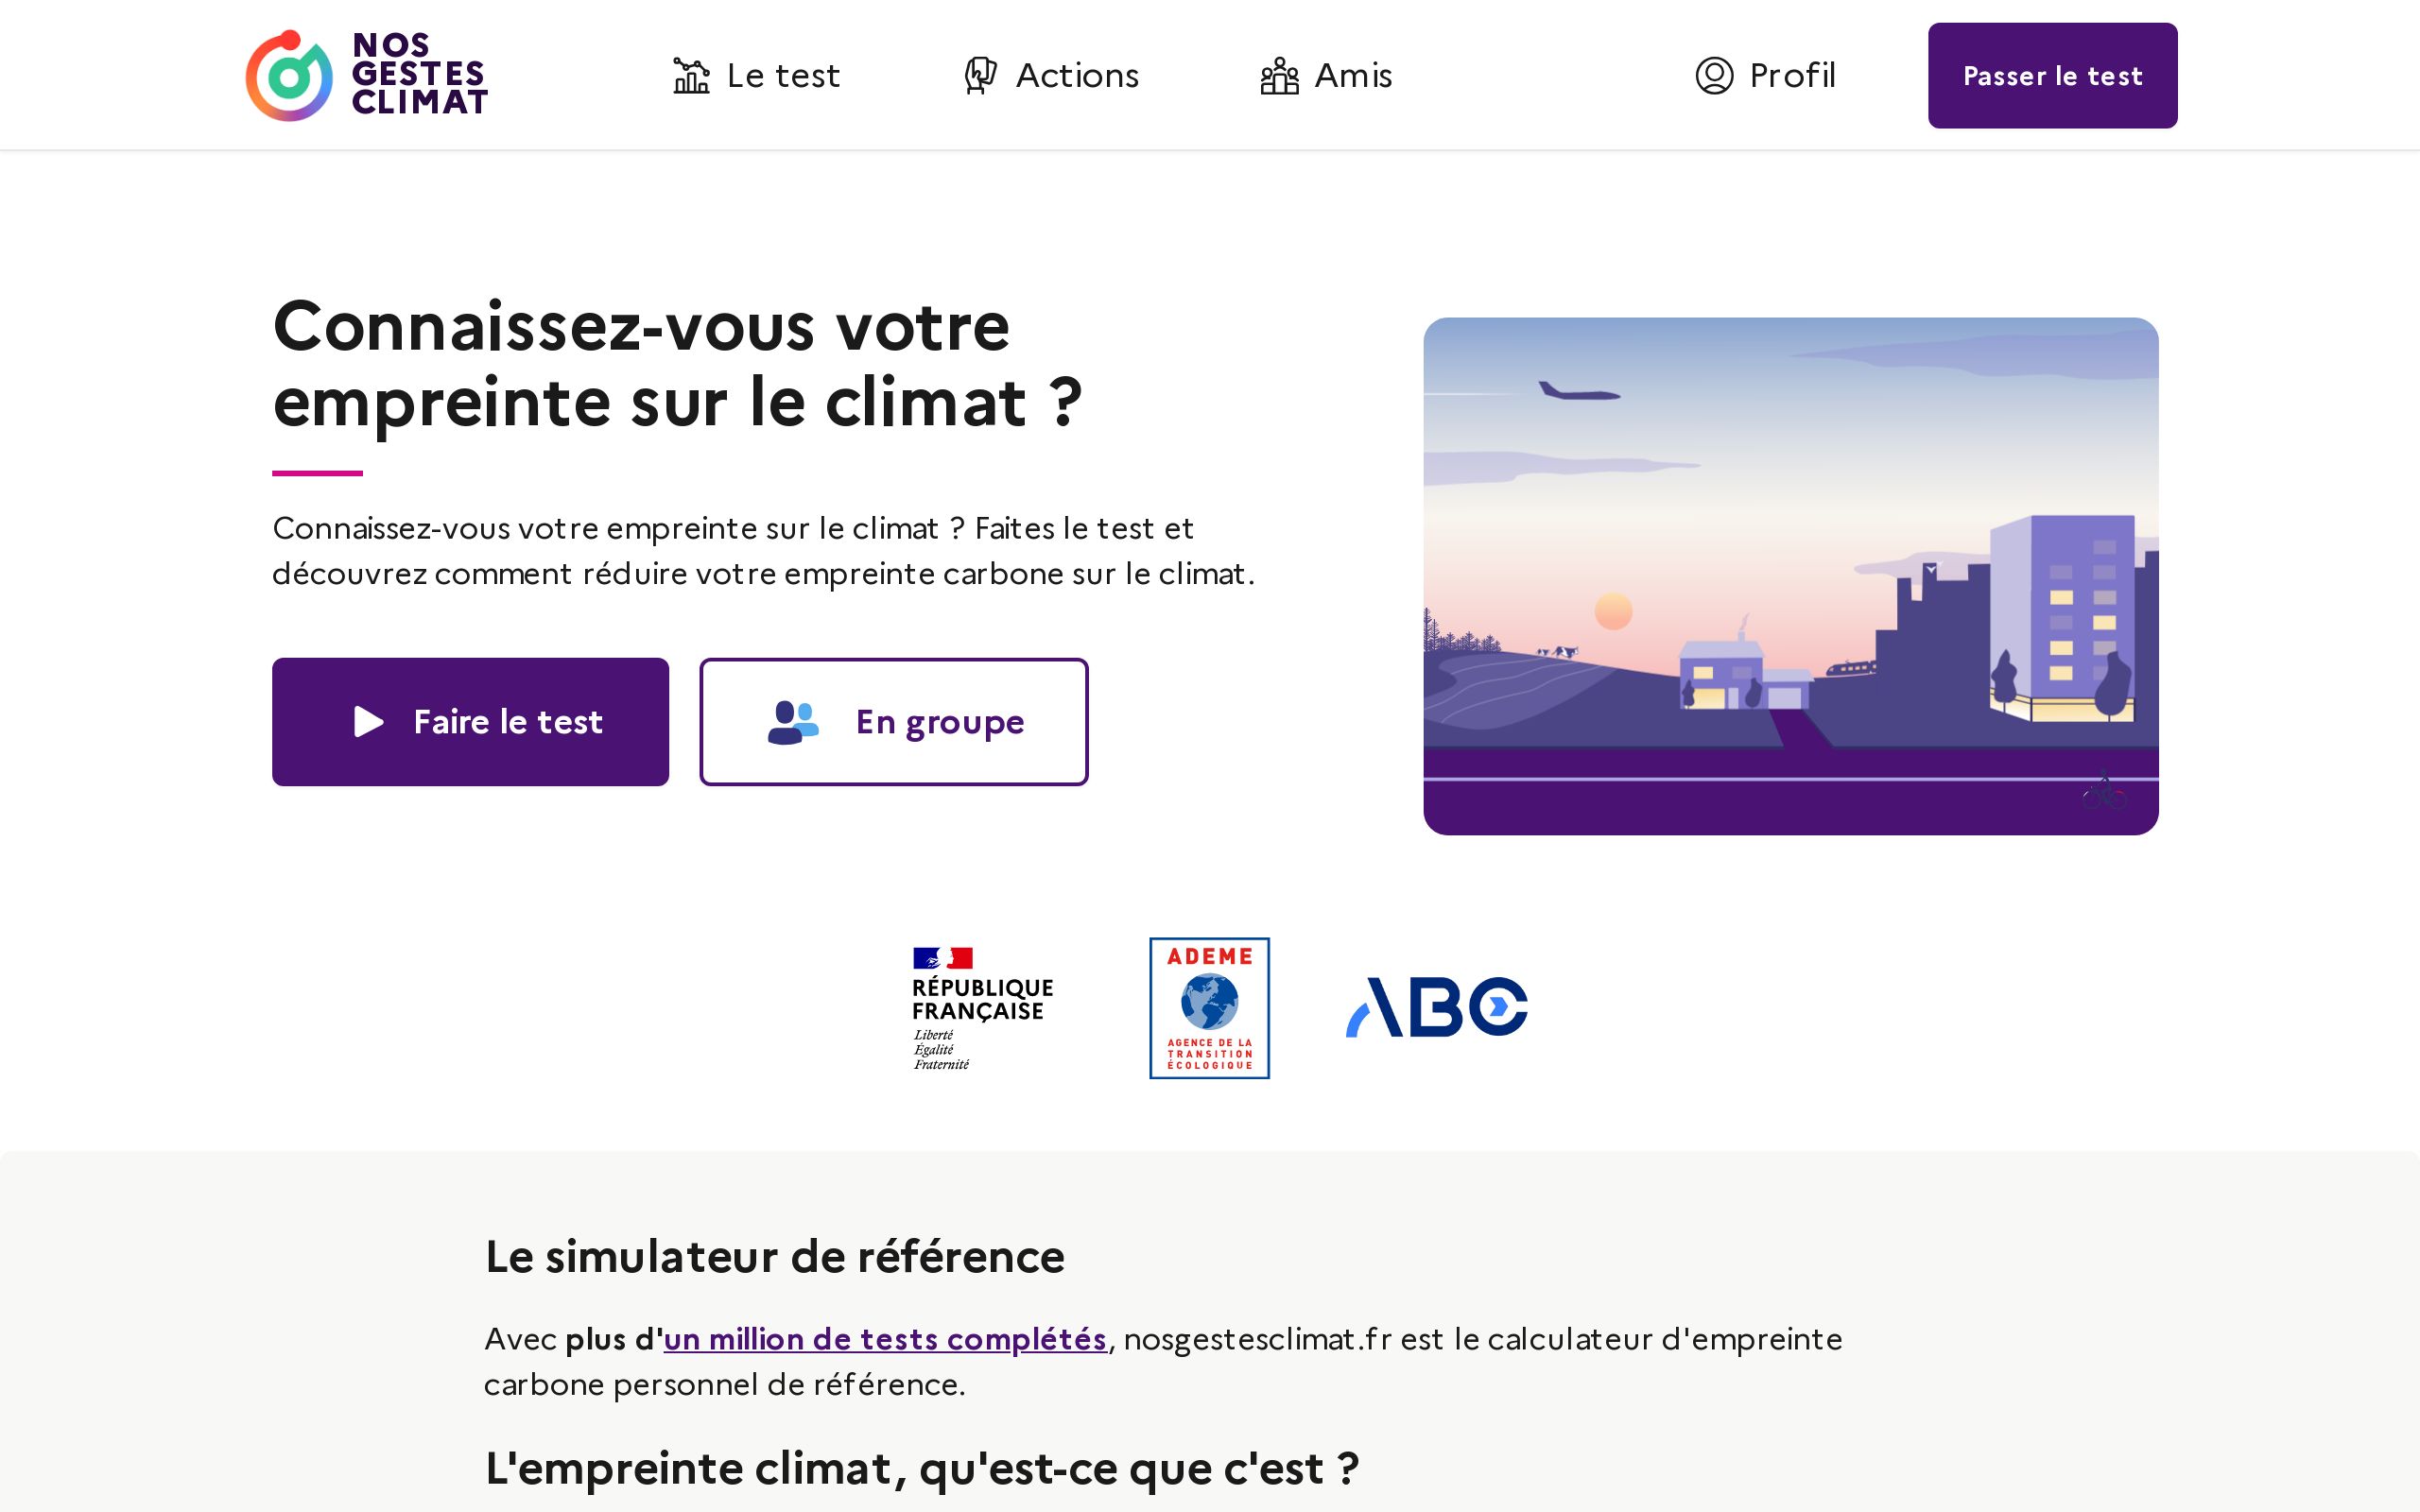 NOS
GESTES
CLIMAT
Le test
Actions
Amis
Profil
Passer le test
Connaissez-vous votre
empreinte sur le climat ?
Connaissez-vous votre empreinte sur le climat ? Faites le test et
découvrez comment réduire votre empreinte carbone sur le climat.
Faire le test
En groupe
RÉPUBLIQUE
FRANÇAISE
Liberté
Égalité
Fraternité
ADEME
AGENCE DE LA
TRANSITION
ÉCOLOGIQUE
ABC
Le simulateur de référence
Avec plus d'un million de tests complétés, nosgestesclimat.fr est le calculateur d'empreinte
carbone personnel de référence.
L'empreinte climat, qu'est-ce que c'est ?